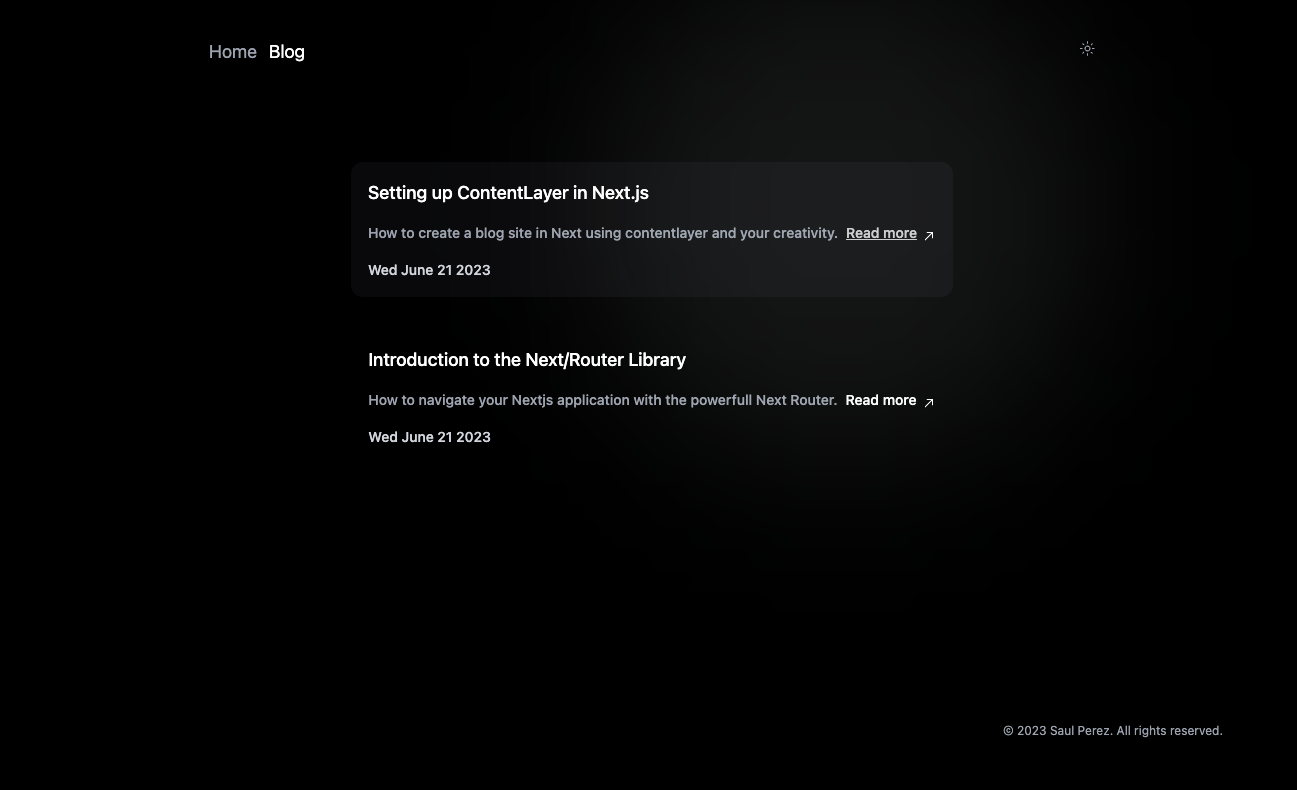 Home Blog
Setting up ContentLayer in Next.js
How to create a blog site in Next using contentlayer and your creativity. Read more
Wed June 21 2023
Introduction to the Next/Router Library
How to navigate your Nextjs application with the powerfull Next Router. Read more
Wed June 21 2023
© 2023 Saul Perez. All rights reserved.